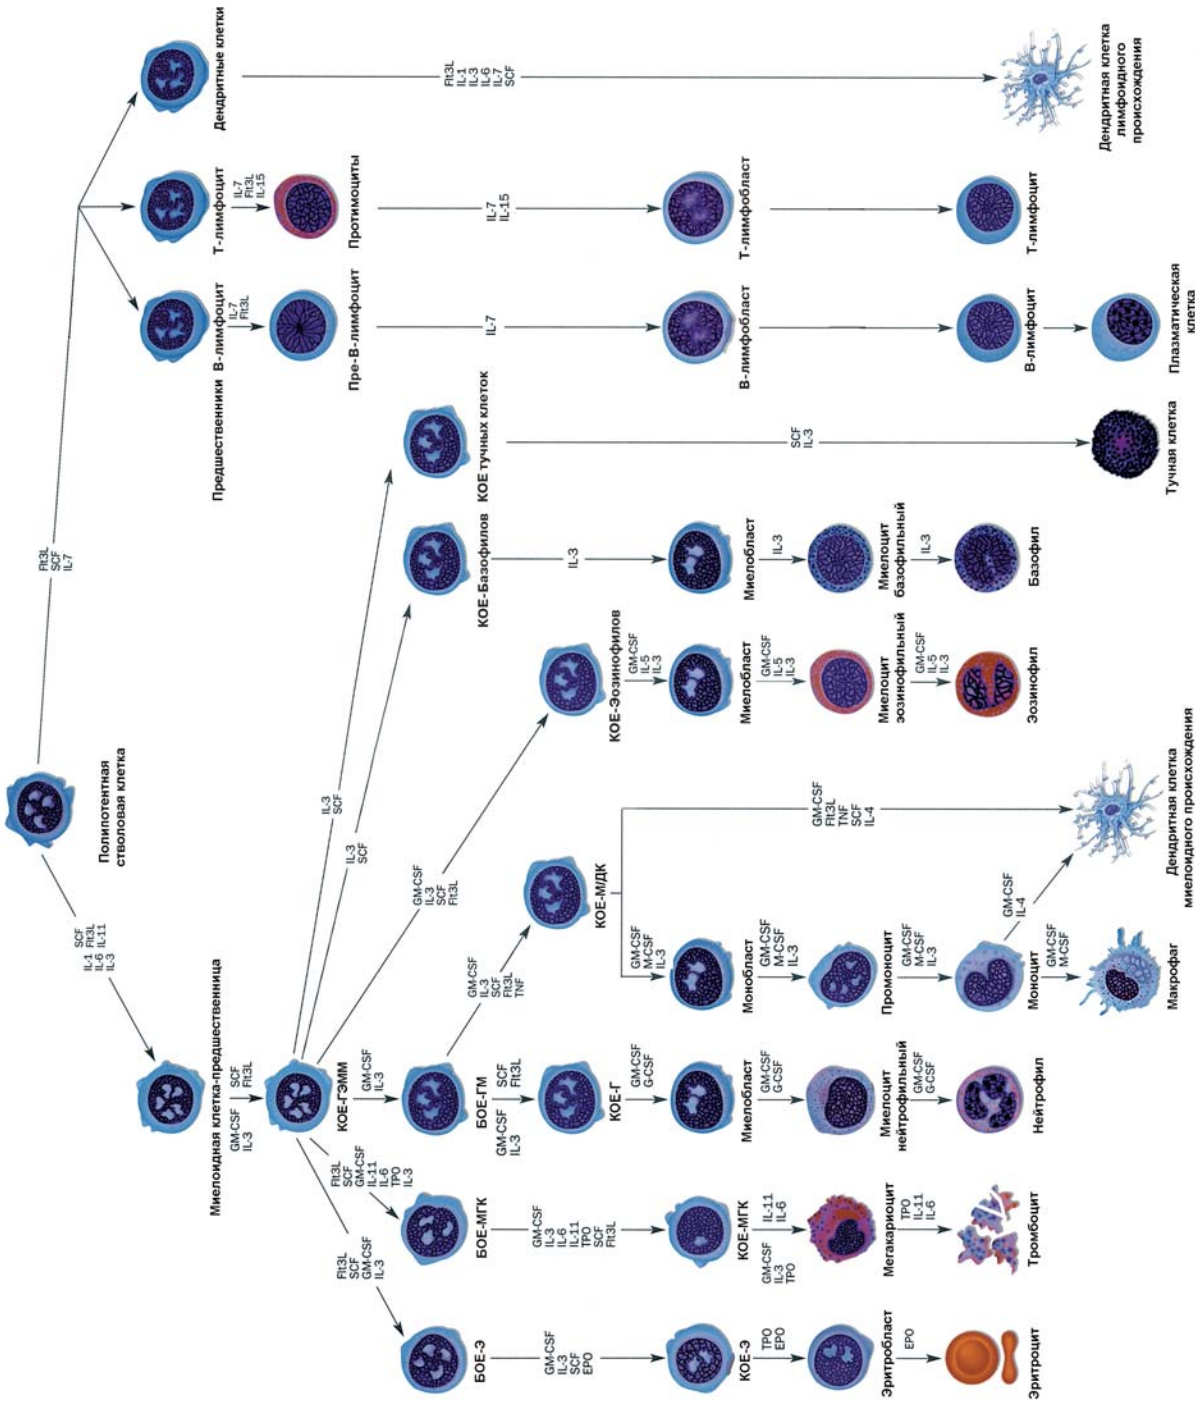 Полипотентная
стволовая клетка
SCF
IL-1 Flt3L
IL-6 IL-11
IL-3
Flt3L
SCF
IL-7
Миелоидная клетка-предшественница
Предшественники
В-лимфоцит
Т-лимфоцит
Дендритные клетки
GM-CSF
IL-3
SCF
Flt3L
IL-7
Flt3L
IL-7
Flt3L
IL-15
КОЕ-ГЭММ
Пре-В-лимфоцит
Протимоциты
Flt3L
SCF
GM-CSF
IL-3
Flt3L
SCF
GM-CSF
IL-11
IL-6
TPO
IL-3
GM-CSF
IL-3
GM-CSF
IL-3
SCF
Flt3L
IL-3
SCF
IL-3
SCF
БОЕ-Э
БОЕ-МГК
БОЕ-ГМ
КОЕ-Базофилов
КОЕ тучных клеток
GM-CSF
IL-3
SCF
EPO
GM-CSF
IL-3
IL-6
IL-11
TPO
SCF
Flt3L
GM-CSF
IL-3
SCF
Flt3L
GM-CSF
IL-3
SCF
Flt3L
TNF
IL-3
IL-7
IL-7
IL-15
Flt3L
IL-1
IL-3
IL-6
IL-7
SCF
КОЕ-Г
КОЕ-М/ДК
КОЕ-Эозинофилов
GM-CSF
G-CSF
GM-CSF
M-CSF
IL-3
GM-CSF
IL-5
IL-3
КОЕ-Э
КОЕ-МГК
Миелобласт
Монобласт
Миелобласт
Миелобласт
В-лимфобласт
Т-лимфобласт
TPO
EPO
GM-CSF
IL-3
TPO
IL-11
IL-6
GM-CSF
G-CSF
GM-CSF
M-CSF
IL-3
GM-CSF
Flt3L
TNF
SCF
IL-4
GM-CSF
IL-5
IL-3
IL-3
SCF
IL-3
Эритробласт
Мегакариоцит
Миелоцит
нейтрофильный
Промоноцит
Миелоцит
эозинофильный
Миелоцит
базофильный
EPO
TPO
IL-11
IL-6
GM-CSF
G-CSF
GM-CSF
M-CSF
IL-3
GM-CSF
IL-5
IL-3
IL-3
Эритроцит
Тромбоцит
Нейтрофил
Моноцит
GM-CSF
IL-4
Эозинофил
Базофил
В-лимфоцит
Т-лимфоцит
GM-CSF
M-CSF
Макрофаг
Дендритная клетка
миелоидного происхождения
Тучная клетка
Плазматическая
клетка
Дендритная клетка
лимфоидного
происхождения